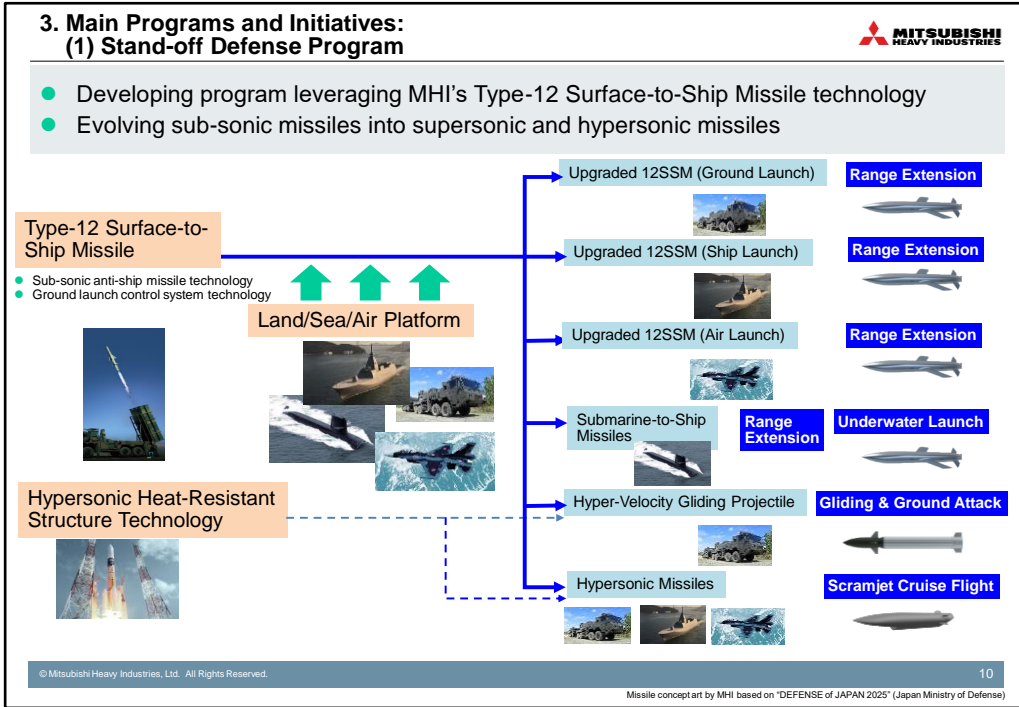 3. Main Programs and Initiatives:
(1) Stand-off Defense Program
MITSUBISHI
HEAVY INDUSTRIES
Developing program leveraging MHI's Type-12 Surface-to-Ship Missile technology
Evolving sub-sonic missiles into supersonic and hypersonic missiles
Type-12 Surface-to-
Ship Missile
Sub-sonic anti-ship missile technology
Ground launch control system technology
Land/Sea/Air Platform
Hypersonic Heat-Resistant
Structure Technology
Upgraded 12SSM (Ground Launch)
Range Extension
Upgraded 12SSM (Ship Launch)
Range Extension
Upgraded 12SSM (Air Launch)
Range Extension
Submarine-to-Ship
Missiles
Range
Extension
Underwater Launch
Hyper-Velocity Gliding Projectile
Gliding & Ground Attack
Hypersonic Missiles
Scramjet Cruise Flight
© Mitsubishi Heavy Industries, Ltd. All Rights Reserved.
10
Missile concept art by MHI based on "DEFENSE of JAPAN 2025" (Japan Ministry of Defense)